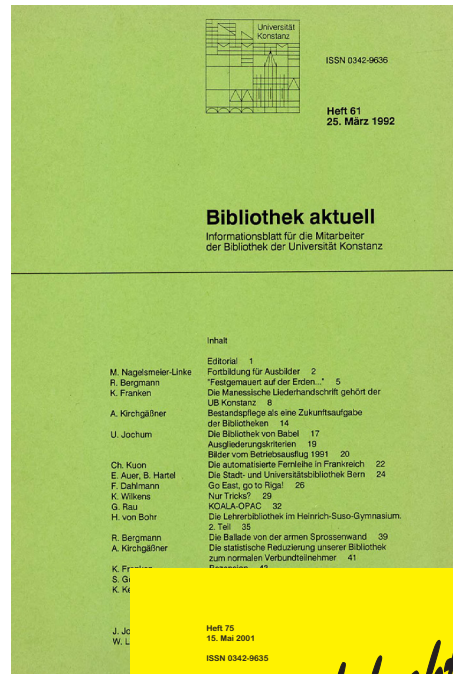 Universität
Konstanz
ISSN 0342-9636
Heft 61
25. März 1992
Bibliothek aktuell
Informationsblatt für die Mitarbeiter
der Bibliothek der Universität Konstanz
Inhalt
Editorial 1
M. Nagelsmeier-Linke Fortbildung für Ausbilder 2
R. Bergmann "Festgemauert auf der Erden..." 5
K. Franken Die Manessische Liederhandschrift gehört der
UB Konstanz 8
A. Kirchgäßner Bestandspflege als eine Zukunftsaufgabe
der Bibliotheken 14
U. Jochum Die Bibliothek von Babel 17
Ausgliederungskriterien 19
Bilder vom Betriebsausflug 1991 20
Ch. Kuon Die automatisierte Fernleihe in Frankreich 22
E. Auer, B. Hartel Die Stadt- und Universitätsbibliothek Bern 24
F. Dahlmann Go East, go to Riga! 26
K. Wilkens Nur Tricks? 29
G. Rau KOALA-OPAC 32
H. von Bohr Die Lehrerbibliothek im Heinrich-Suso-Gymnasium.
2. Teil 35
R. Bergmann Die Ballade von der armen Sprossenwand 39
A. Kirchgäßner Die statistische Reduzierung unserer Bibliothek
zum normalen Verbundteilnehmer 41
K.
S.
K.
J.
W.
Heft 75
15. Mai 2001
ISSN 0342-9635